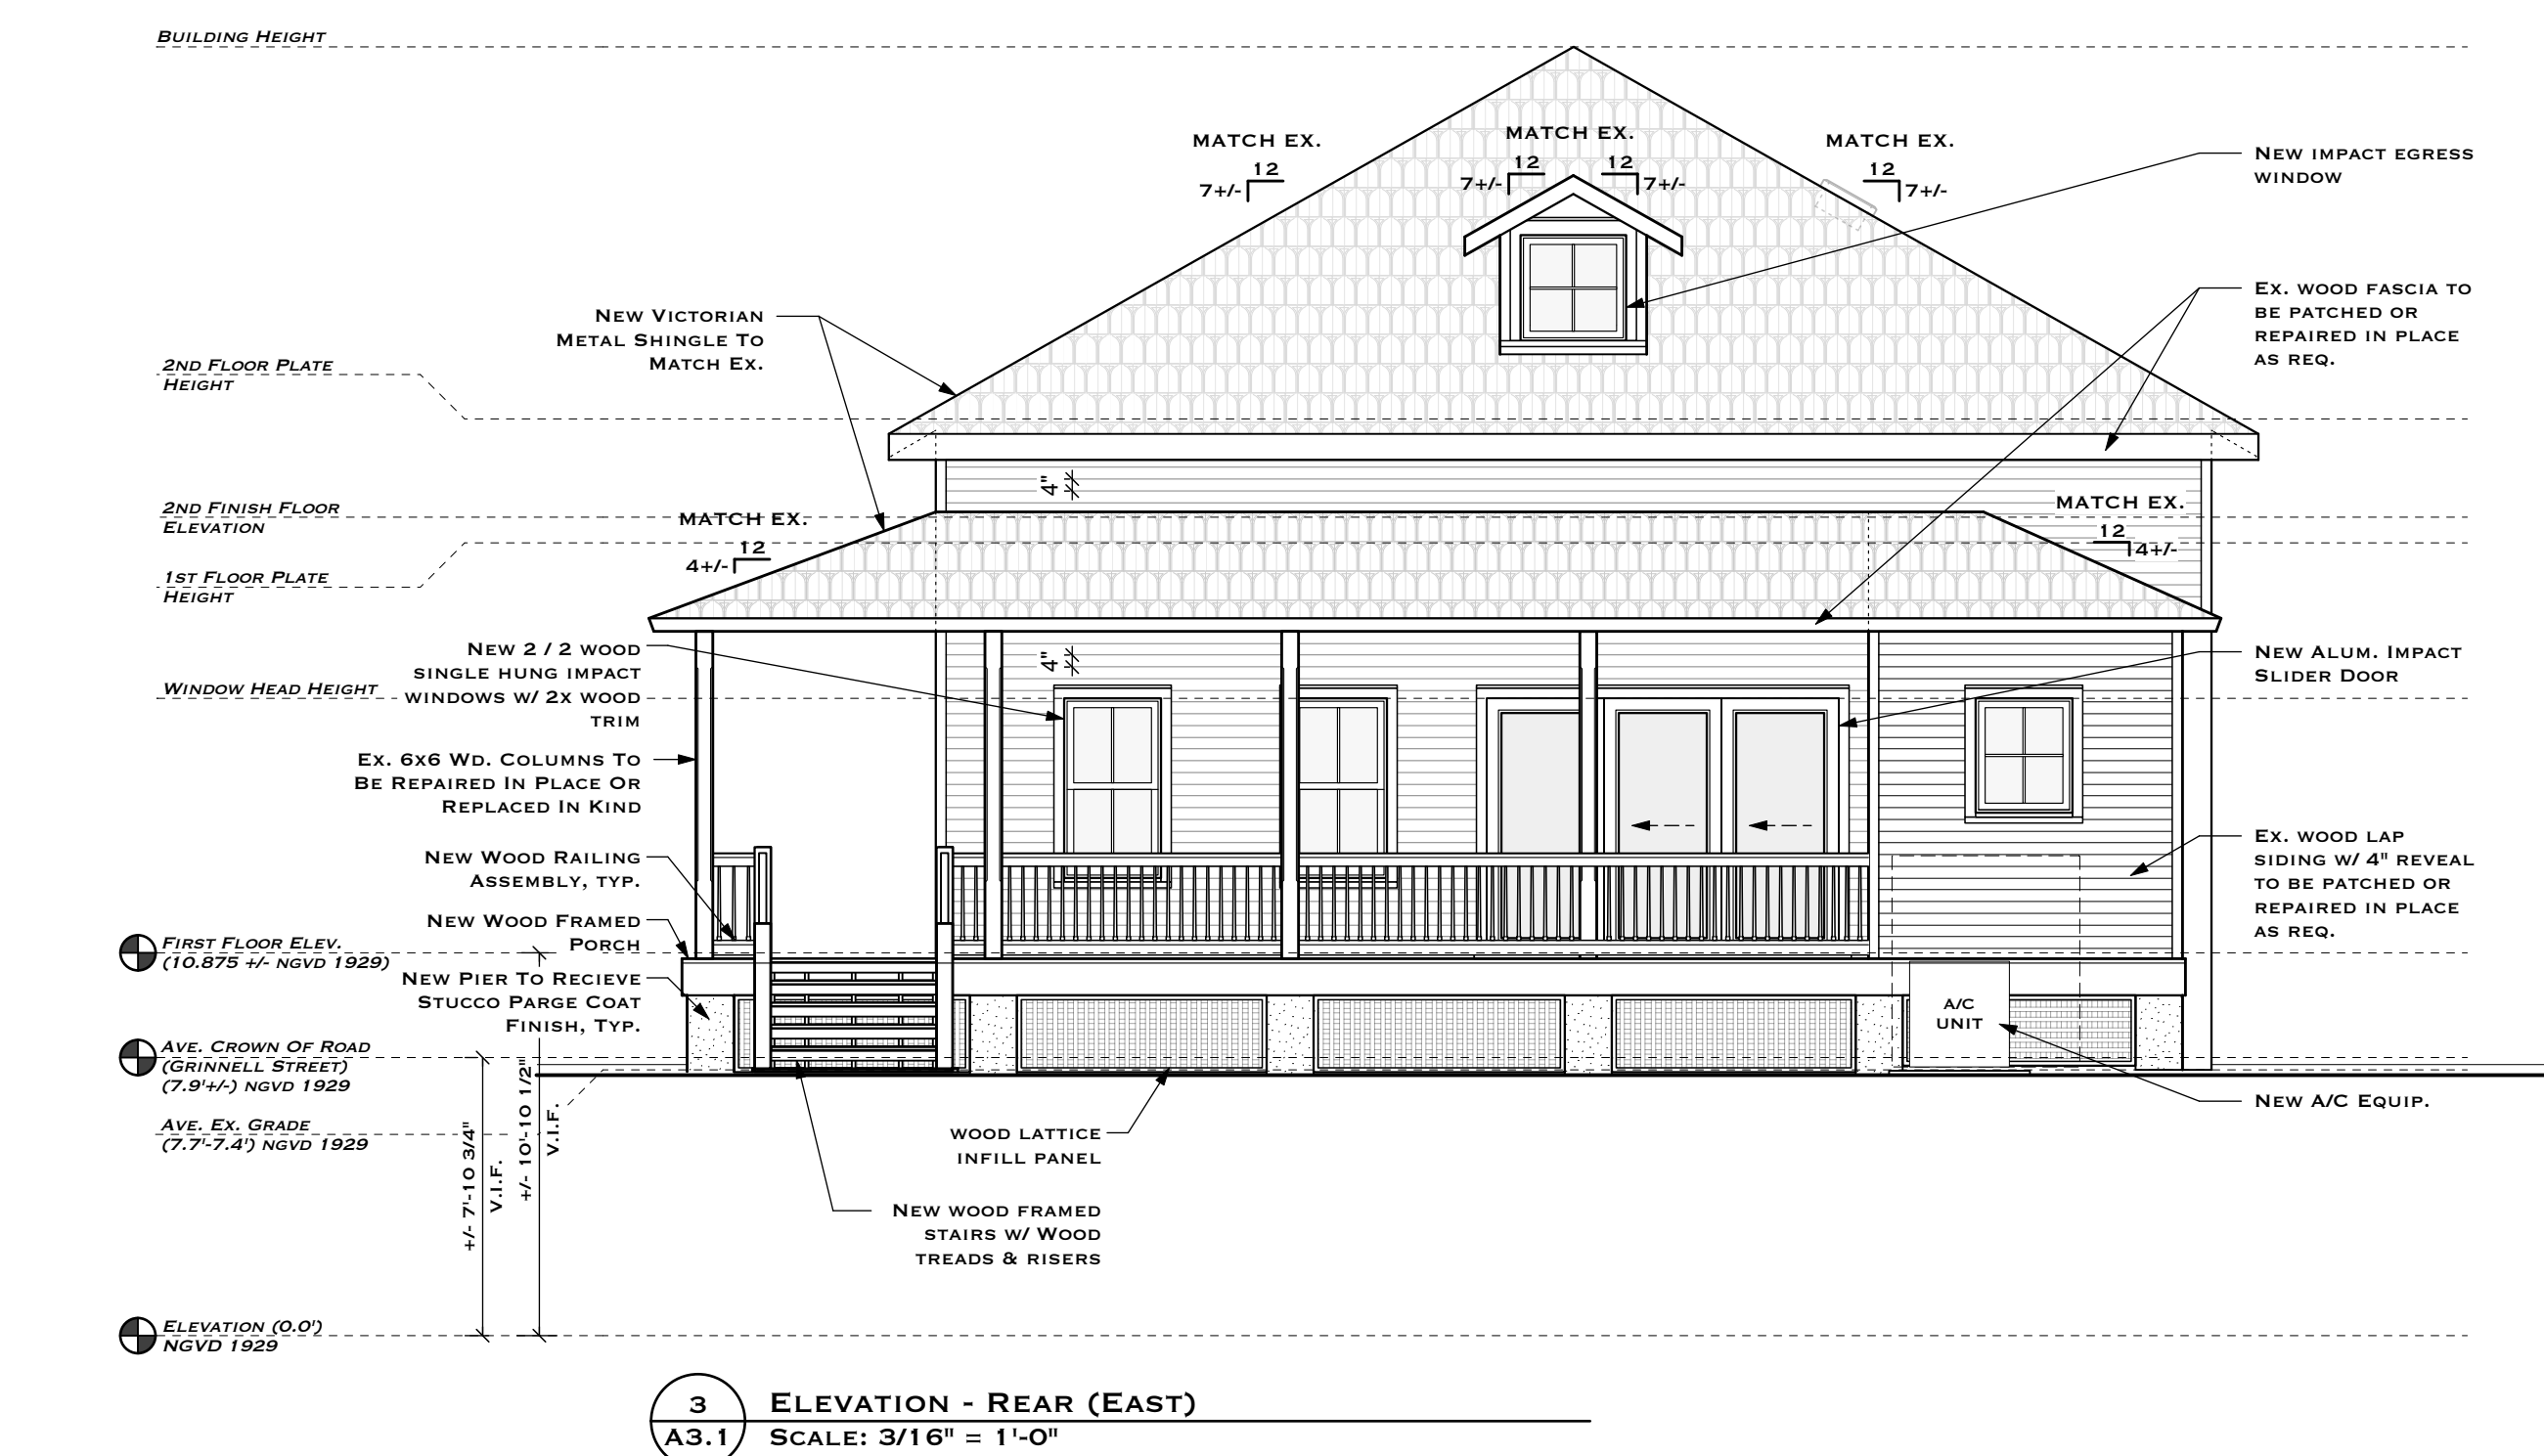 Building Height
MATCH EX.
12
7+/-
MATCH EX.
12
12
7+/-
7+/-
MATCH EX.
12
7+/-
New impact egress
window
Ex. wood fascia to
be patched or
repaired in place
as req.
New Victorian
Metal Shingle To
Match Ex.
2nd Floor Plate
Height
4"
2nd Finish Floor
Elevation
MATCH EX.
12
4+/-
MATCH EX.
12
4+/-
1st Floor Plate
Height
New 2 / 2 wood
single hung impact
windows w/ 2x wood
trim
4"
New Alum. Impact
Slider Door
Window Head Height
Ex. 6x6 Wd. Columns To
Be Repaired In Place Or
Replaced In Kind
Ex. wood lap
siding w/ 4" reveal
to be patched or
repaired in place
as req.
New Wood Railing
Assembly, typ.
New Wood Framed
Porch
First Floor Elev.
(10.875 +/- NGVD 1929)
New Pier To Recieve
Stucco Parge Coat
Finish, Typ.
A/C
UNIT
Ave. Crown Of Road
(Grinnell Street)
(7.9'+/-) NGVD 1929
New A/C Equip.
Ave. Ex. Grade
(7.7'-7.4') NGVD 1929
+/- 7'-10 3/4"
V.I.F.
+/- 10'-10 1/2"
V.I.F.
wood lattice
infill panel
New wood framed
stairs w/ Wood
treads & risers
Elevation (0.0')
NGVD 1929
3
A3.1
Elevation - Rear (East)
Scale: 3/16" = 1'-0"